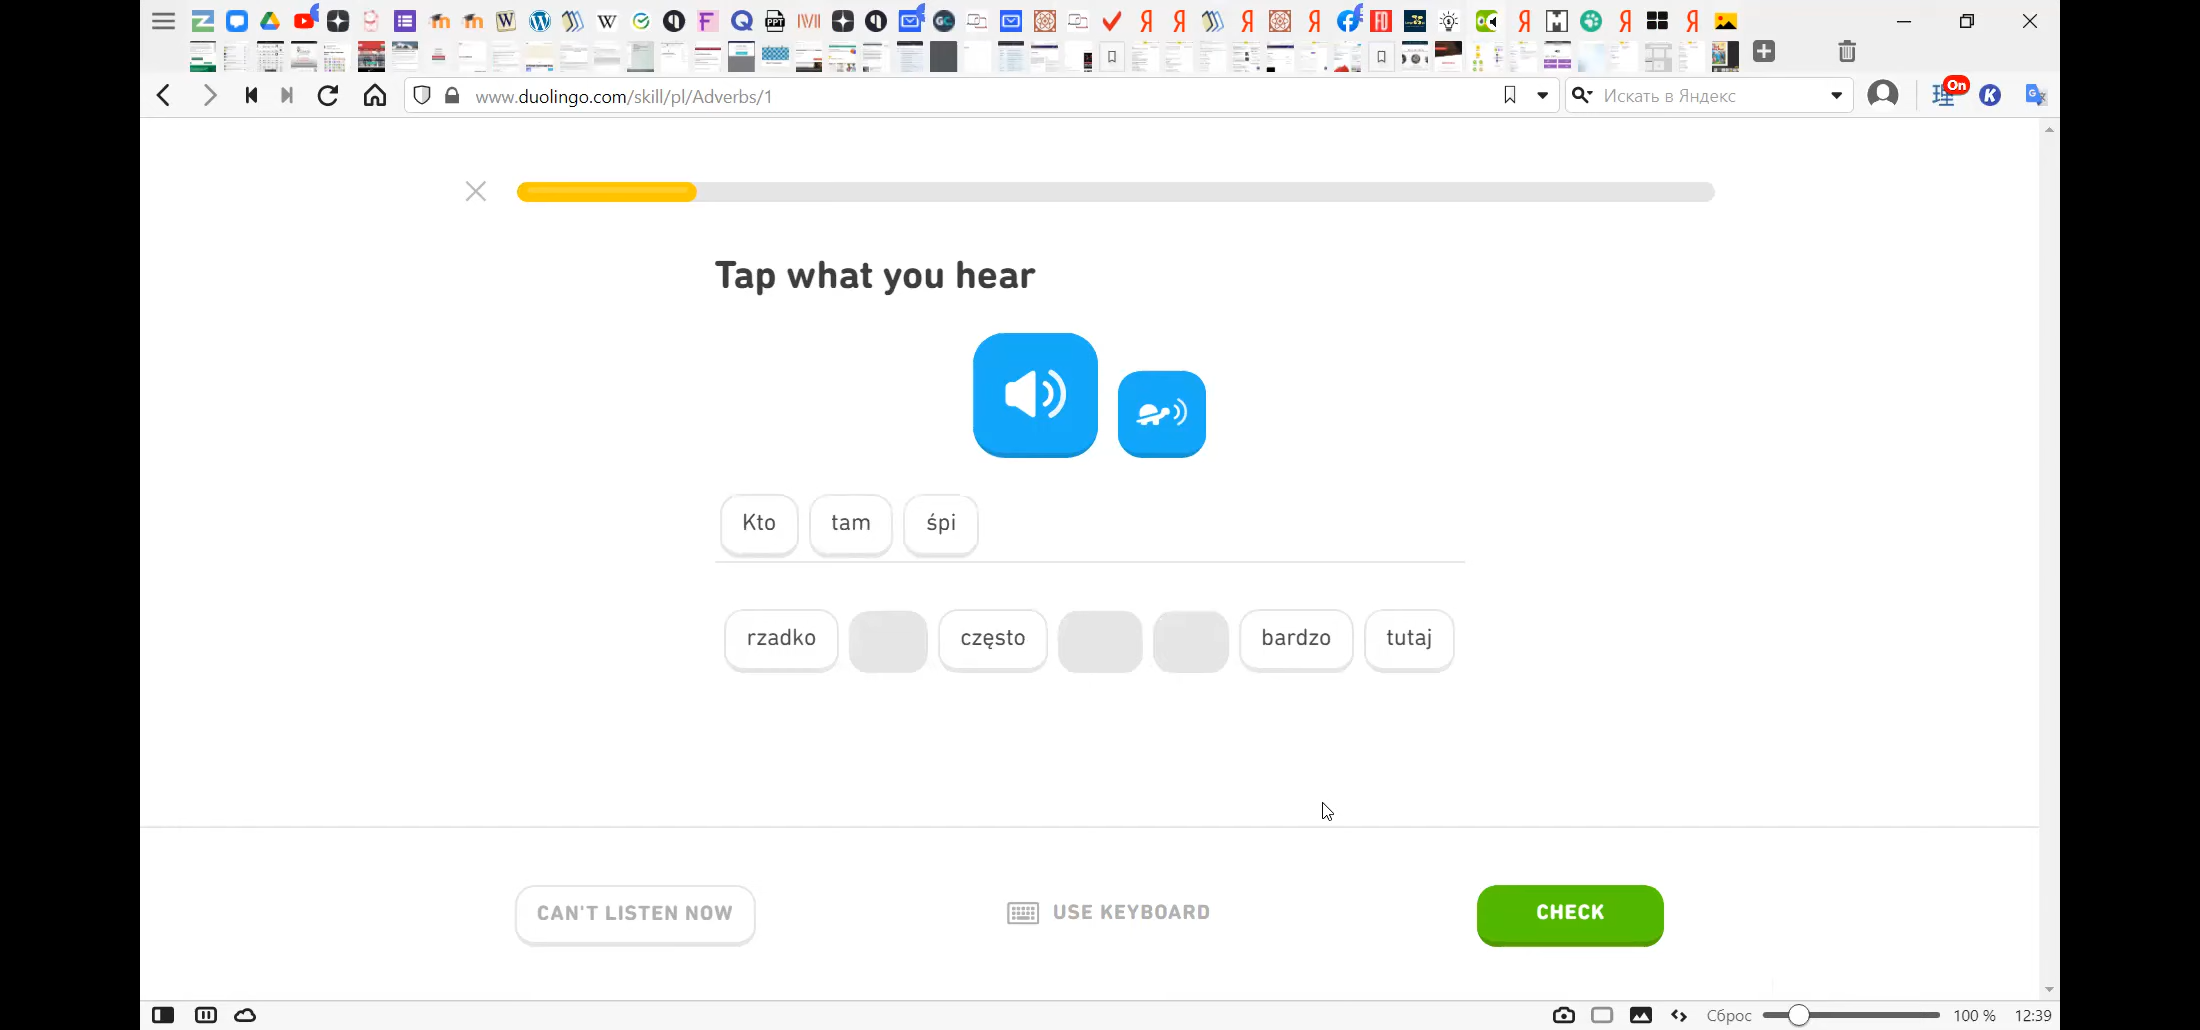 www.duolingo.com/skill/pl/Adverbs/1
Искать в Яндекс
On
Tap what you hear
Kto tam śpi
rzadko często bardzo tutaj
CAN'T LISTEN NOW
USE KEYBOARD
CHECK
Сброс
100 %
12:39